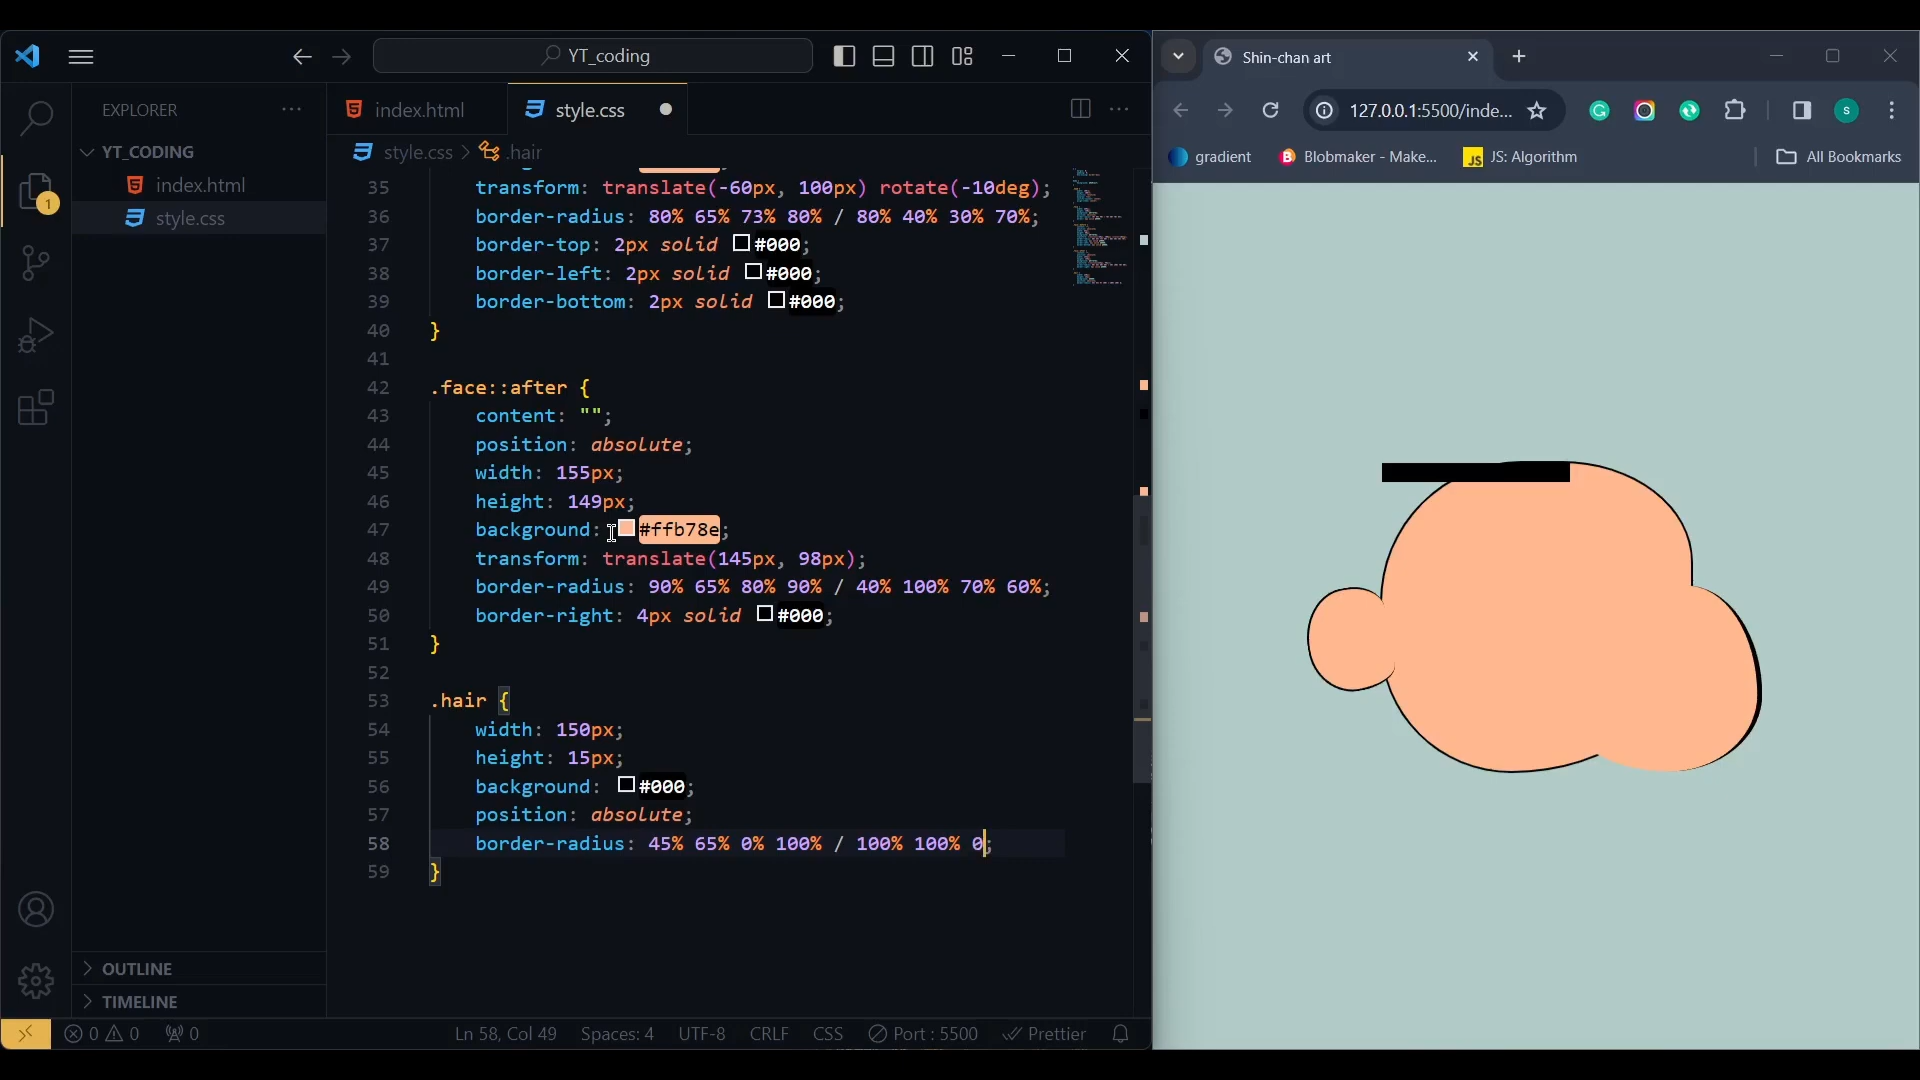 YT_coding
EXPLORER
YT_CODING
index.html
style.css
1
OUTLINE
TIMELINE
index.html
style.css
style.css > .hair
35 transform: translate(-60px, 100px) rotate(-10deg);
36 border-radius: 80% 65% 73% 80% / 80% 40% 30% 70%;
37 border-top: 2px solid #000;
38 border-left: 2px solid #000;
39 border-bottom: 2px solid #000;
40 }
41
42 .face::after {
43 content: "";
44 position: absolute;
45 width: 155px;
46 height: 149px;
47 background: #ffb78e;
48 transform: translate(145px, 98px);
49 border-radius: 90% 65% 80% 90% / 40% 100% 70% 60%;
50 border-right: 4px solid #000;
51 }
52
53 .hair {
54 width: 150px;
55 height: 15px;
56 background: #000;
57 position: absolute;
58 border-radius: 45% 65% 0% 100% / 100% 100% 0;
59 }
0 0 0 Ln 58, Col 49 Spaces: 4 UTF-8 CRLF CSS Port : 5500 Prettier
Shin-chan art
127.0.0.1:5500/inde...
S
gradient Blobmaker - Make... JS JS: Algorithm All Bookmarks